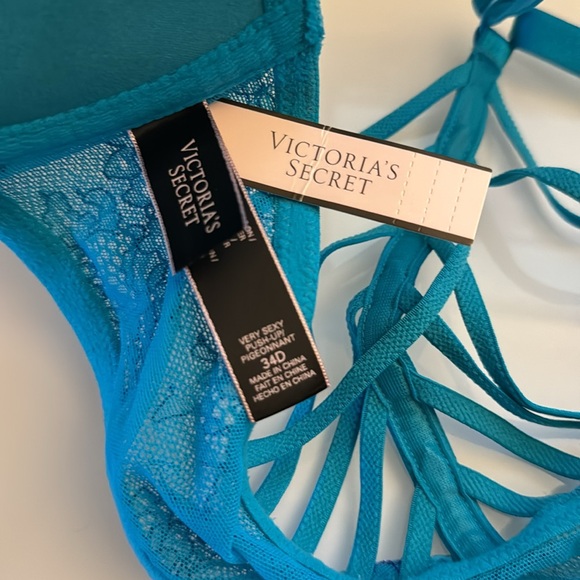 VICTORIA'S
SECRET
VICTORIA'S
SECRET
VERY SEXY
PUSH-UP/
PIGEONNANT
34D
MADE IN CHINA
FAIT EN CHINE
HECHO EN CHINA